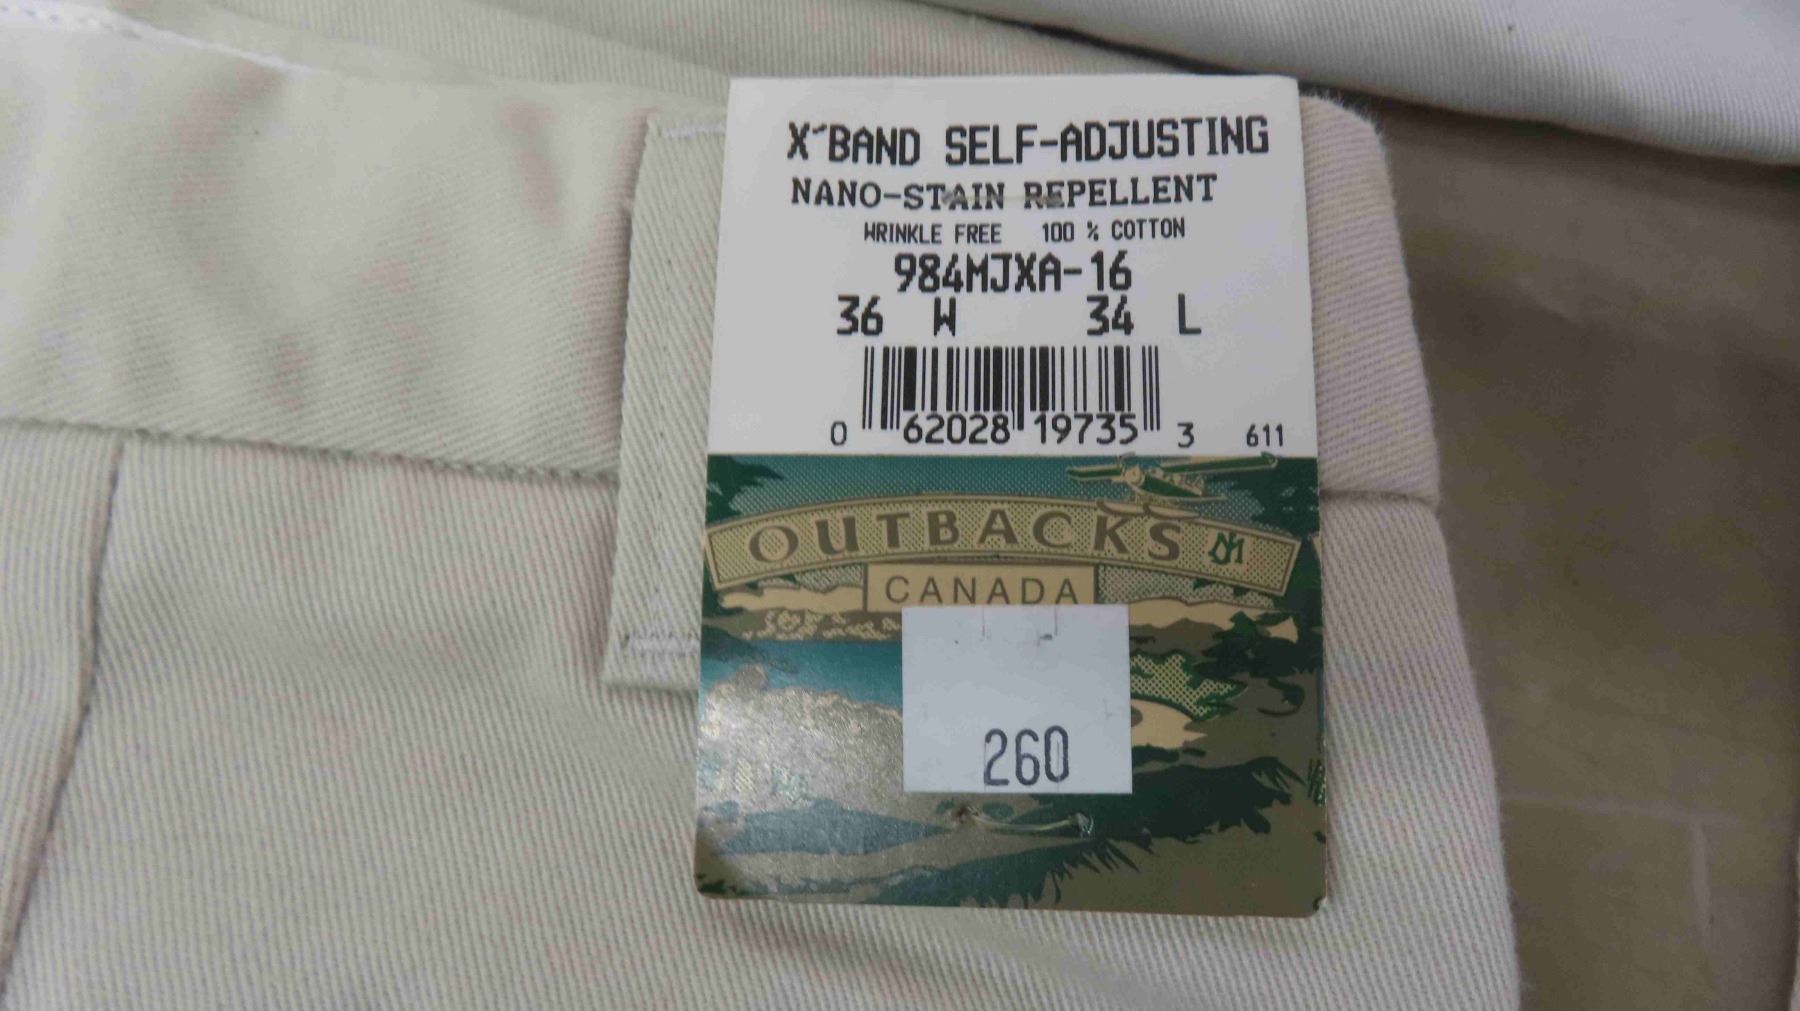 X'BAND SELF-ADJUSTING
NANO-STAIN REPELLENT
WRINKLE FREE 100 % COTTON
984MJXA-16
36 W 34 L
0 62028 19735 3 611
OUTBACKS
CANADA
260